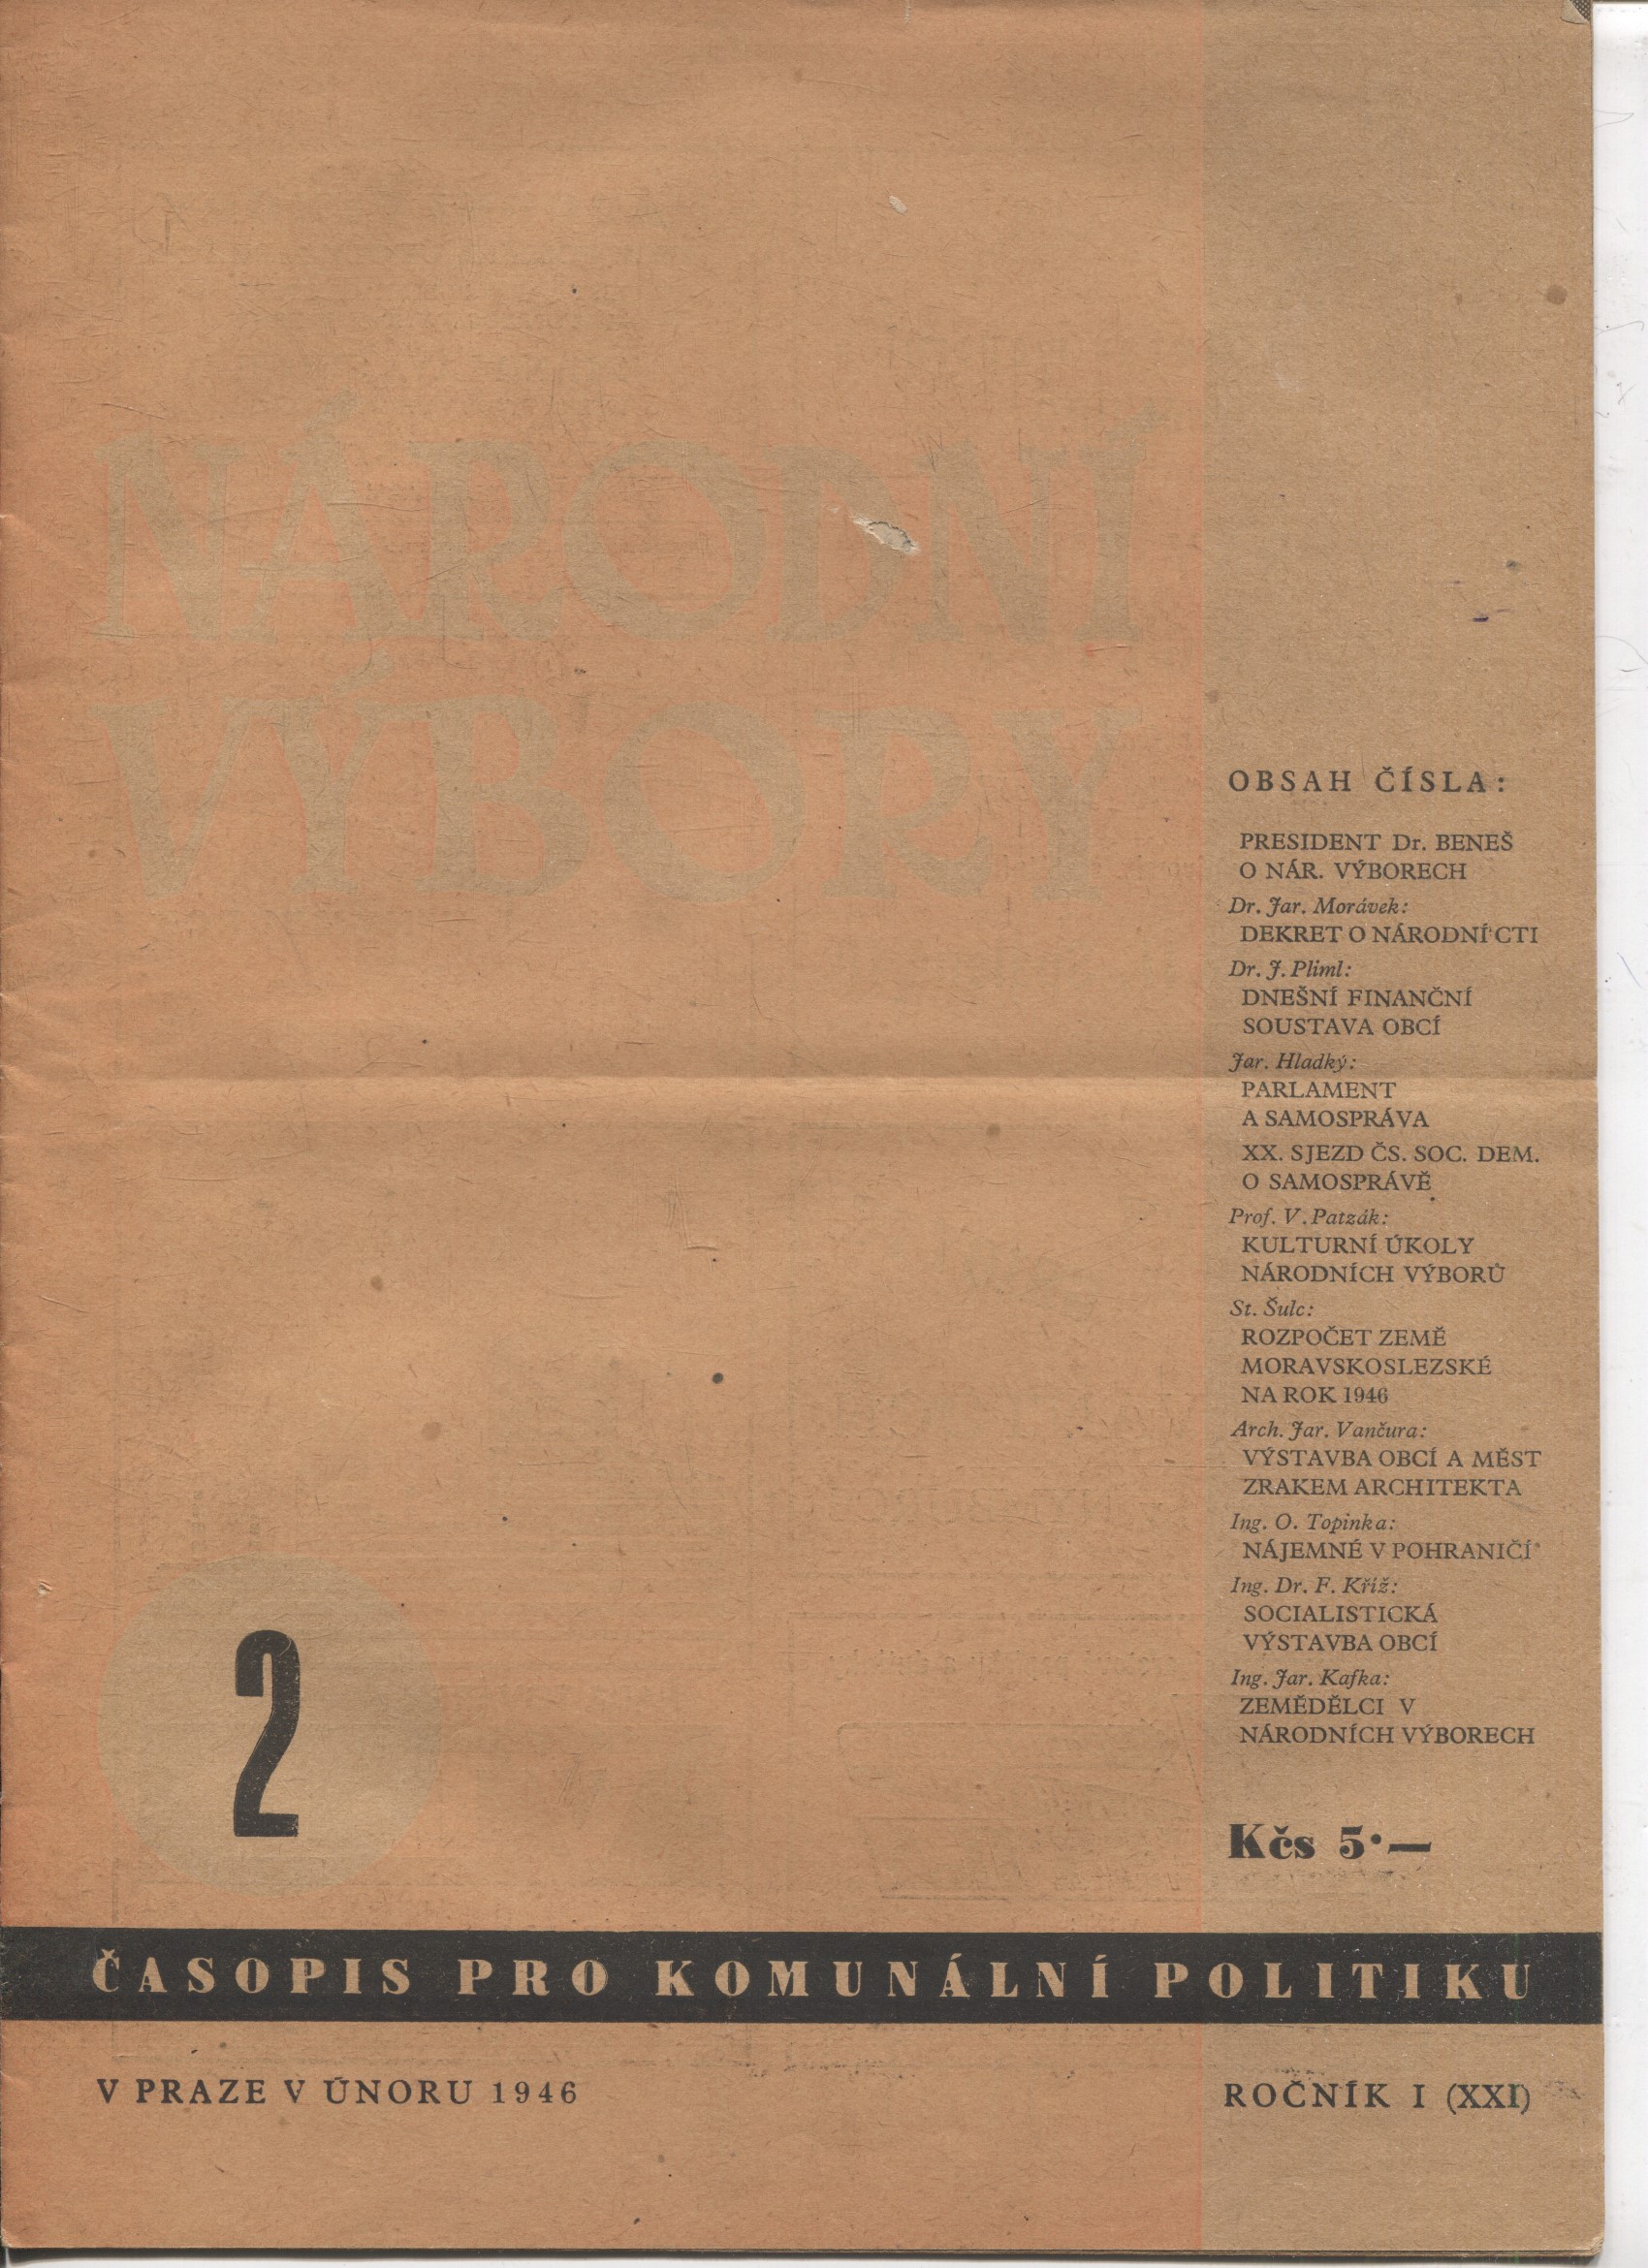 NÁRODNÍ
VÝBORY
OBSAH ČÍSLA:
PRESIDENT Dr. BENEŠ
O NÁR. VÝBORECH
Dr. Jar. Morávek:
DEKRET O NÁRODNÍ CTI
Dr. J. Pliml:
DNEŠNÍ FINANČNÍ
SOUSTAVA OBCÍ
Jar. Hladký:
PARLAMENT
A SAMOSPRÁVA
XX. SJEZD ČS. SOC. DEM.
O SAMOSPRÁVĚ
Prof. V. Patzák:
KULTURNÍ ÚKOLY
NÁRODNÍCH VÝBORŮ
St. Šulc:
ROZPOČET ZEMĚ
MORAVSKOSLEZSKÉ
NA ROK 1946
Arch. Jar. Vančura:
VÝSTAVBA OBCÍ A MĚST
ZRAKEM ARCHITEKTA
Ing. O. Topinka:
NÁJEMNÉ V POHRANIČÍ
Ing. Dr. F. Kříž:
SOCIALISTICKÁ
VÝSTAVBA OBCÍ
Ing. Jar. Kafka:
ZEMĚDĚLCI V
NÁRODNÍCH VÝBORECH
2
Kčs 5·—
ČASOPIS PRO KOMUNÁLNÍ POLITIKU
V PRAZE V ÚNORU 1946
ROČNÍK I (XXI)